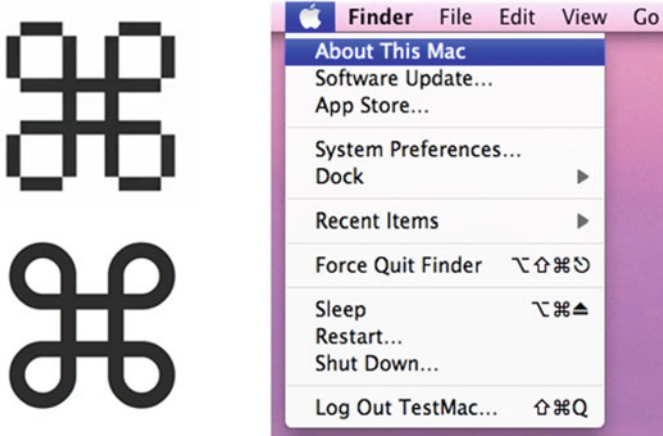 Finder File Edit View Go
About This Mac
Software Update...
App Store...
System Preferences...
Dock ▶
Recent Items ▶
Force Quit Finder ⌥⇧⌘⎋
Sleep ⌥⌘⏏
Restart...
Shut Down...
Log Out TestMac... ⇧⌘Q